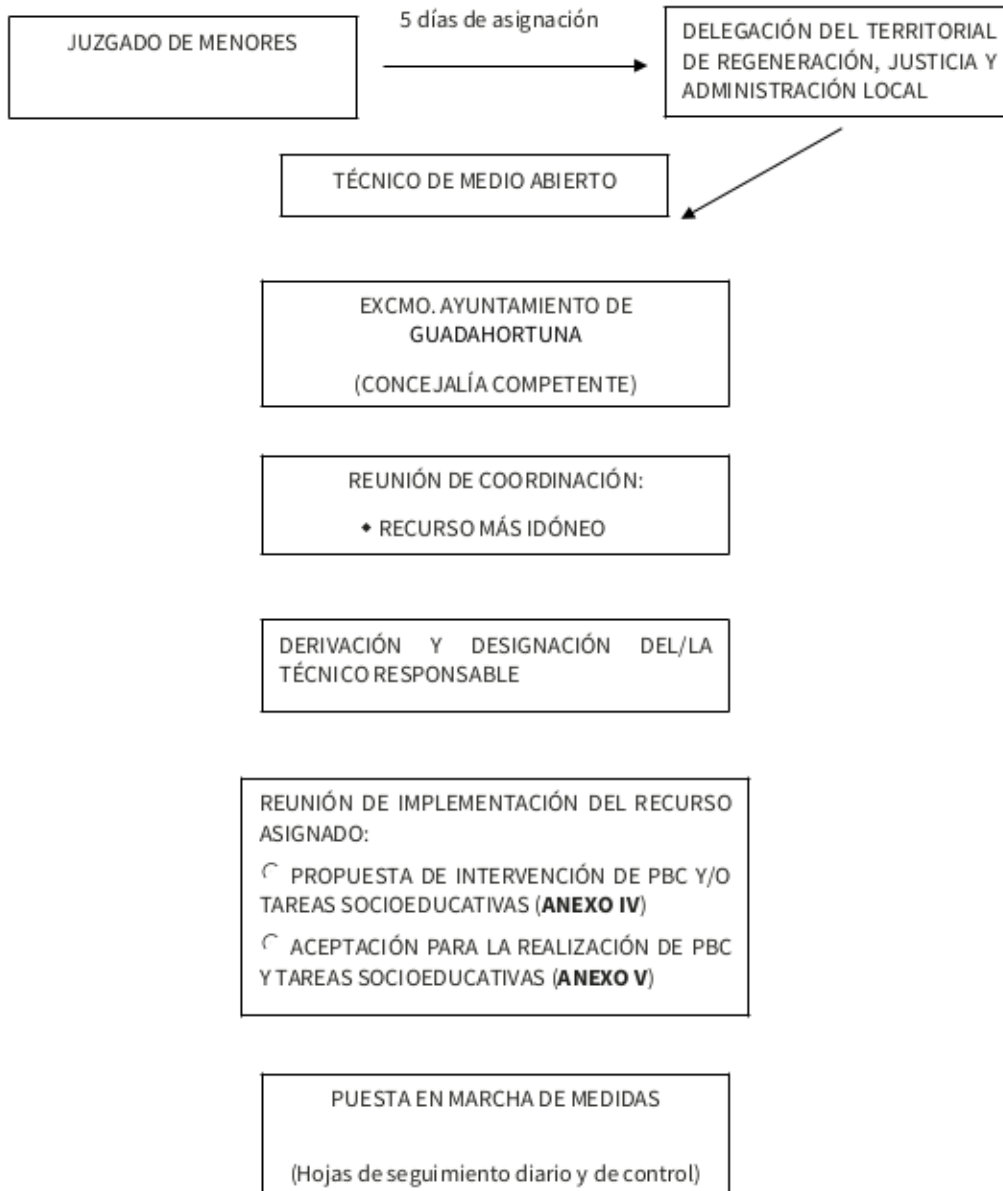 5 días de asignación
JUZGADO DE MENORES
DELEGACIÓN DEL TERRITORIAL
DE REGENERACIÓN, JUSTICIA Y
ADMINISTRACIÓN LOCAL
TÉCNICO DE MEDIO ABIERTO
EXCMO. AYUNTAMIENTO DE
GUADAHORTUNA
(CONCEJALÍA COMPETENTE)
REUNIÓN DE COORDINACIÓN:
◆ RECURSO MÁS IDÓNEO
DERIVACIÓN Y DESIGNACIÓN DEL/LA
TÉCNICO RESPONSABLE
REUNIÓN DE IMPLEMENTACIÓN DEL RECURSO
ASIGNADO:
PROPUESTA DE INTERVENCIÓN DE PBC Y/O
TAREAS SOCIOEDUCATIVAS (ANEXO IV)
ACEPTACIÓN PARA LA REALIZACIÓN DE PBC
Y TAREAS SOCIOEDUCATIVAS (ANEXO V)
PUESTA EN MARCHA DE MEDIDAS
(Hojas de seguimiento diario y de control)